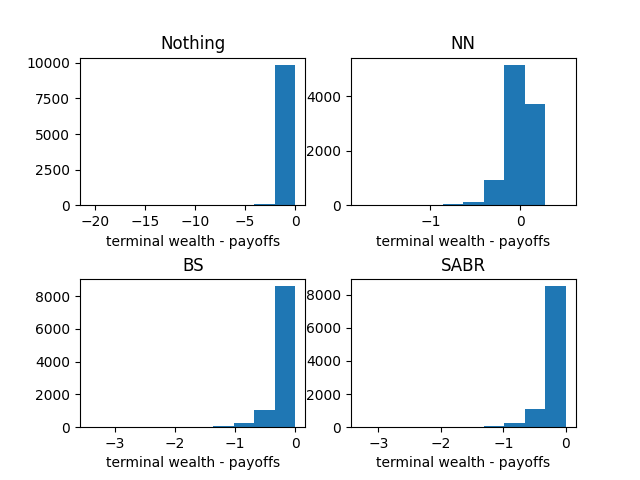 Nothing
10000
7500
5000
2500
0
−20 −15 −10 −5 0
terminal wealth - payoffs
NN
4000
2000
0
−1 0
terminal wealth - payoffs
BS
8000
6000
4000
2000
0
−3 −2 −1 0
terminal wealth - payoffs
SABR
8000
6000
4000
2000
0
−3 −2 −1 0
terminal wealth - payoffs